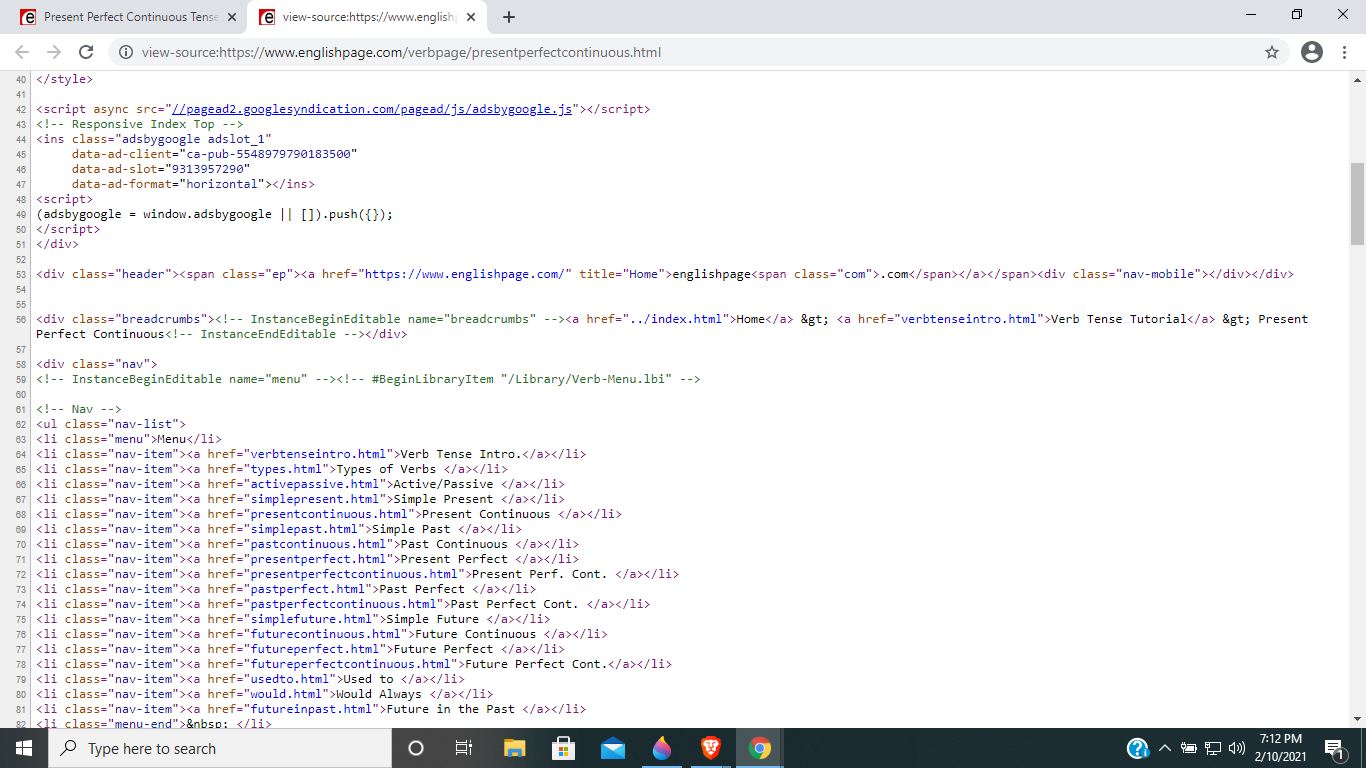 Present Perfect Continuous Tense
view-source:https://www.englishp
view-source:https://www.englishpage.com/verbpage/presentperfectcontinuous.html
40 </style>
41
42 <script async src="//pagead2.googlesyndication.com/pagead/js/adsbygoogle.js"></script>
43 <!-- Responsive Index Top -->
44 <ins class="adsbygoogle adslot_1"
45 data-ad-client="ca-pub-5548979790183500"
46 data-ad-slot="9313957290"
47 data-ad-format="horizontal"></ins>
48 <script>
49 (adsbygoogle = window.adsbygoogle || []).push({});
50 </script>
51 </div>
52
53 <div class="header"><span class="ep"><a href="https://www.englishpage.com/" title="Home">englishpage<span class="com">.com</span></a></span><div class="nav-mobile"></div></div>
54
55
56 <div class="breadcrumbs"><!-- InstanceBeginEditable name="breadcrumbs" --><a href="../index.html">Home</a> &gt; <a href="verbtenseintro.html">Verb Tense Tutorial</a> &gt; Present
Perfect Continuous<!-- InstanceEndEditable --></div>
57
58 <div class="nav">
59 <!-- InstanceBeginEditable name="menu" --><!-- #BeginLibraryItem "/Library/Verb-Menu.lbi" -->
60
61 <!-- Nav -->
62 <ul class="nav-list">
63 <li class="menu">Menu</li>
64 <li class="nav-item"><a href="verbtenseintro.html">Verb Tense Intro.</a></li>
65 <li class="nav-item"><a href="types.html">Types of Verbs </a></li>
66 <li class="nav-item"><a href="activepassive.html">Active/Passive </a></li>
67 <li class="nav-item"><a href="simplepresent.html">Simple Present </a></li>
68 <li class="nav-item"><a href="presentcontinuous.html">Present Continuous </a></li>
69 <li class="nav-item"><a href="simplepast.html">Simple Past </a></li>
70 <li class="nav-item"><a href="pastcontinuous.html">Past Continuous </a></li>
71 <li class="nav-item"><a href="presentperfect.html">Present Perfect </a></li>
72 <li class="nav-item"><a href="presentperfectcontinuous.html">Present Perf. Cont. </a></li>
73 <li class="nav-item"><a href="pastperfect.html">Past Perfect </a></li>
74 <li class="nav-item"><a href="pastperfectcontinuous.html">Past Perfect Cont. </a></li>
75 <li class="nav-item"><a href="simplefuture.html">Simple Future </a></li>
76 <li class="nav-item"><a href="futurecontinuous.html">Future Continuous </a></li>
77 <li class="nav-item"><a href="futureperfect.html">Future Perfect </a></li>
78 <li class="nav-item"><a href="futureperfectcontinuous.html">Future Perfect Cont.</a></li>
79 <li class="nav-item"><a href="usedto.html">Used to </a></li>
80 <li class="nav-item"><a href="would.html">Would Always </a></li>
81 <li class="nav-item"><a href="futureinpast.html">Future in the Past </a></li>
82 <li class="menu-end">&nbsp; </li>
Type here to search
7:12 PM
2/10/2021
1